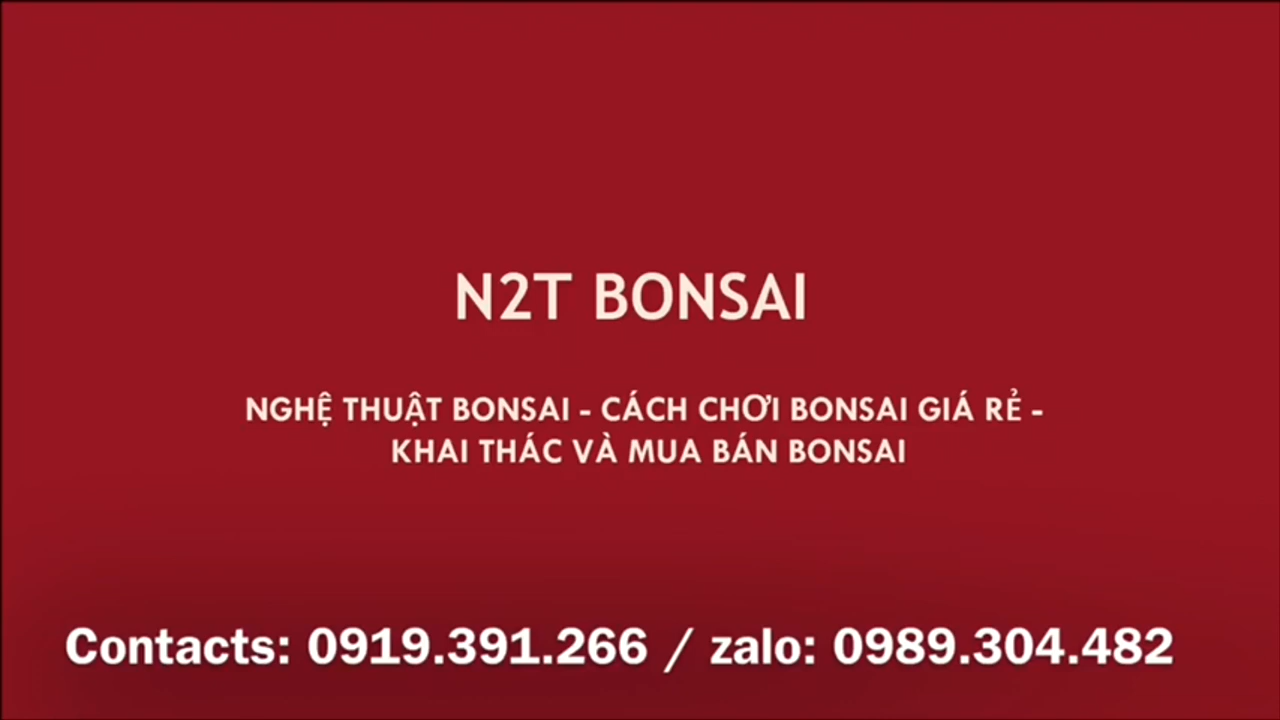 N2T BONSAI
NGHỆ THUẬT BONSAI - CÁCH CHƠI BONSAI GIÁ RẺ -
KHAI THÁC VÀ MUA BÁN BONSAI
Contacts: 0919.391.266 / zalo: 0989.304.482